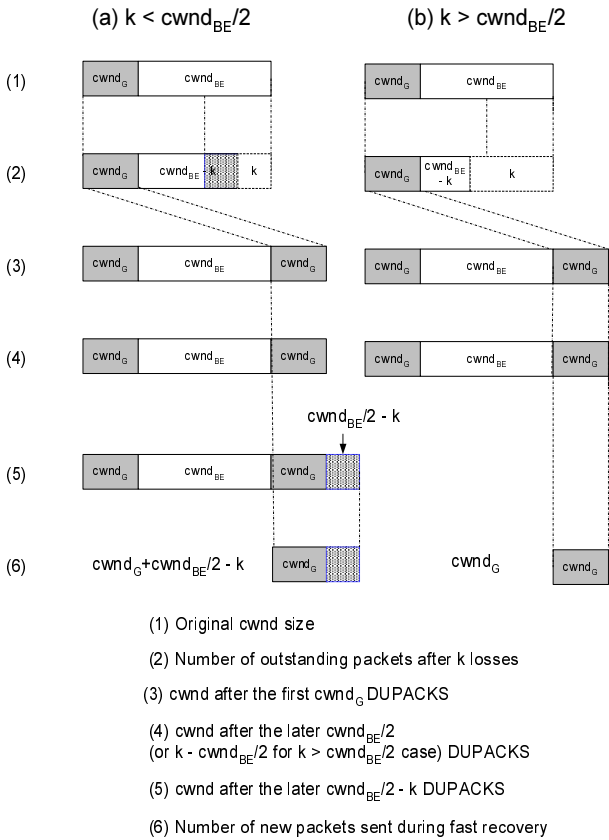 (a) k < cwnd_BE/2
(b) k > cwnd_BE/2
(1)
cwnd_G
cwnd_BE
cwnd_G
cwnd_BE
(2)
cwnd_G
cwnd_BE - k
k
cwnd_G
cwnd_BE
- k
k
(3)
cwnd_G
cwnd_BE
cwnd_G
cwnd_G
cwnd_BE
cwnd_G
(4)
cwnd_G
cwnd_BE
cwnd_G
cwnd_G
cwnd_BE
cwnd_G
cwnd_BE/2 - k
(5)
cwnd_G
cwnd_BE
cwnd_G
(6)
cwnd_G+cwnd_BE/2 - k
cwnd_G
cwnd_G
cwnd_G
(1) Original cwnd size
(2) Number of outstanding packets after k losses
(3) cwnd after the first cwnd_G DUPACKS
(4) cwnd after the later cwnd_BE/2
(or k - cwnd_BE/2 for k > cwnd_BE/2 case) DUPACKS
(5) cwnd after the later cwnd_BE/2 - k DUPACKS
(6) Number of new packets sent during fast recovery